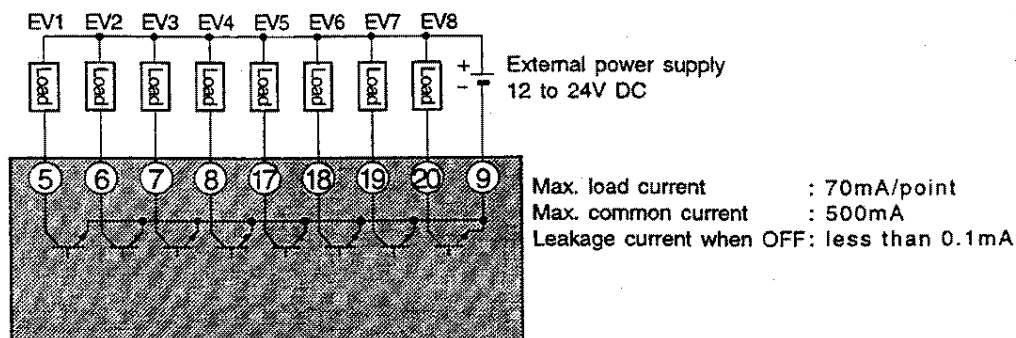 EV1 EV2 EV3 EV4 EV5 EV6 EV7 EV8
Load Load Load Load Load Load Load Load
+
External power supply
−
12 to 24V DC
5 6 7 8 17 18 19 20 9
Max. load current : 70mA/point
Max. common current : 500mA
Leakage current when OFF: less than 0.1mA